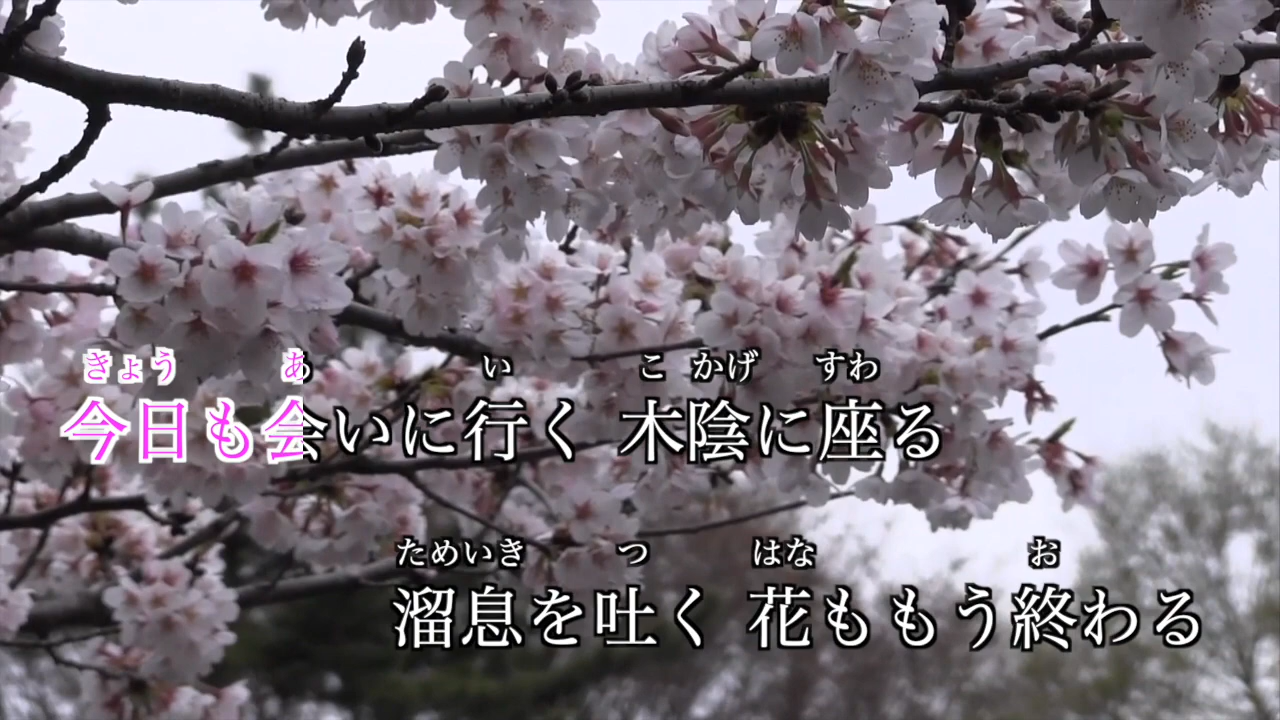 きょう あ い こ かげ すわ
今日も会いに行く 木陰に座る
ためいき つ はな お
溜息を吐く 花ももう終わる